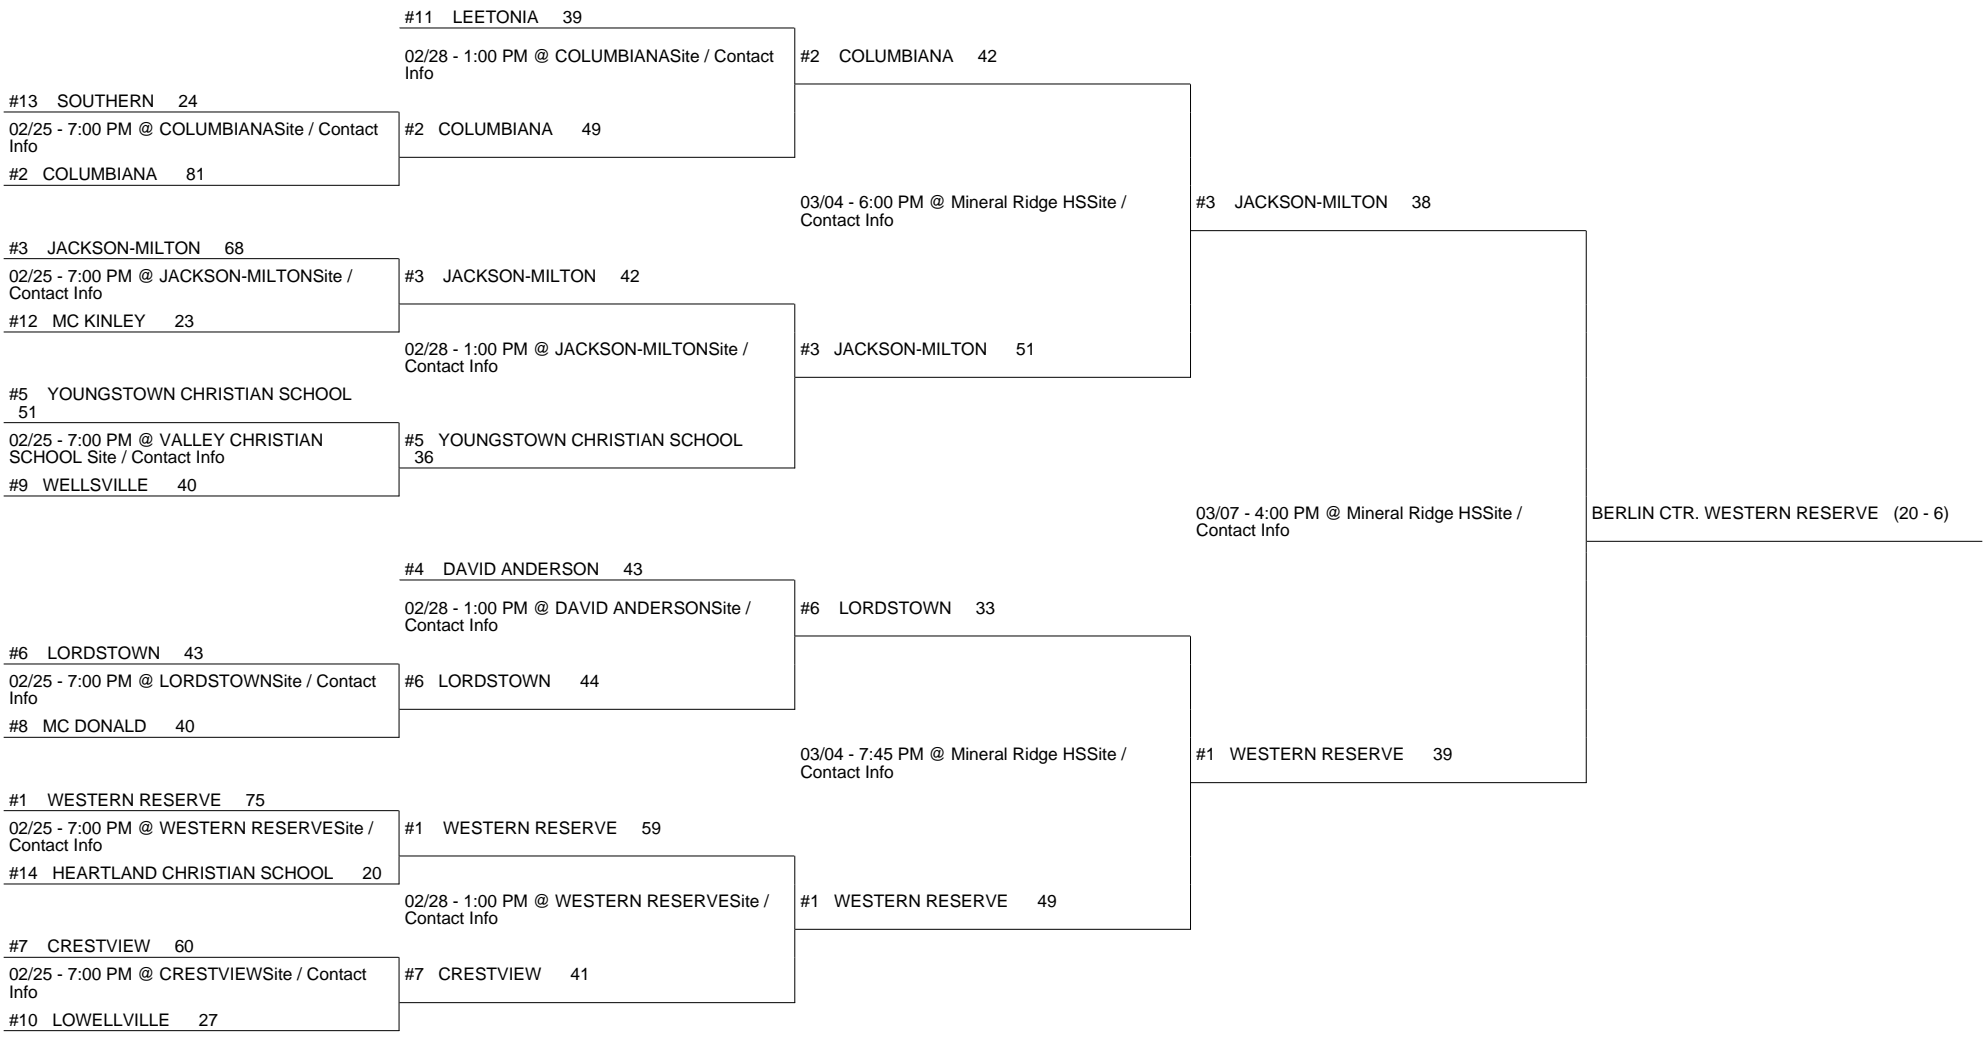 #11 LEETONIA 39
02/28 - 1:00 PM @ COLUMBIANASite / Contact
Info
#2 COLUMBIANA 42
#13 SOUTHERN 24
02/25 - 7:00 PM @ COLUMBIANASite / Contact
Info
#2 COLUMBIANA 49
#2 COLUMBIANA 81
03/04 - 6:00 PM @ Mineral Ridge HSSite /
Contact Info
#3 JACKSON-MILTON 38
#3 JACKSON-MILTON 68
02/25 - 7:00 PM @ JACKSON-MILTONSite /
Contact Info
#3 JACKSON-MILTON 42
#12 MC KINLEY 23
02/28 - 1:00 PM @ JACKSON-MILTONSite /
Contact Info
#3 JACKSON-MILTON 51
#5 YOUNGSTOWN CHRISTIAN SCHOOL
51
02/25 - 7:00 PM @ VALLEY CHRISTIAN
SCHOOL Site / Contact Info
#5 YOUNGSTOWN CHRISTIAN SCHOOL
36
#9 WELLSVILLE 40
03/07 - 4:00 PM @ Mineral Ridge HSSite /
Contact Info
BERLIN CTR. WESTERN RESERVE (20 - 6)
#4 DAVID ANDERSON 43
02/28 - 1:00 PM @ DAVID ANDERSONSite /
Contact Info
#6 LORDSTOWN 33
#6 LORDSTOWN 43
02/25 - 7:00 PM @ LORDSTOWNSite / Contact
Info
#6 LORDSTOWN 44
#8 MC DONALD 40
03/04 - 7:45 PM @ Mineral Ridge HSSite /
Contact Info
#1 WESTERN RESERVE 39
#1 WESTERN RESERVE 75
02/25 - 7:00 PM @ WESTERN RESERVESite /
Contact Info
#1 WESTERN RESERVE 59
#14 HEARTLAND CHRISTIAN SCHOOL 20
02/28 - 1:00 PM @ WESTERN RESERVESite /
Contact Info
#1 WESTERN RESERVE 49
#7 CRESTVIEW 60
02/25 - 7:00 PM @ CRESTVIEWSite / Contact
Info
#7 CRESTVIEW 41
#10 LOWELLVILLE 27